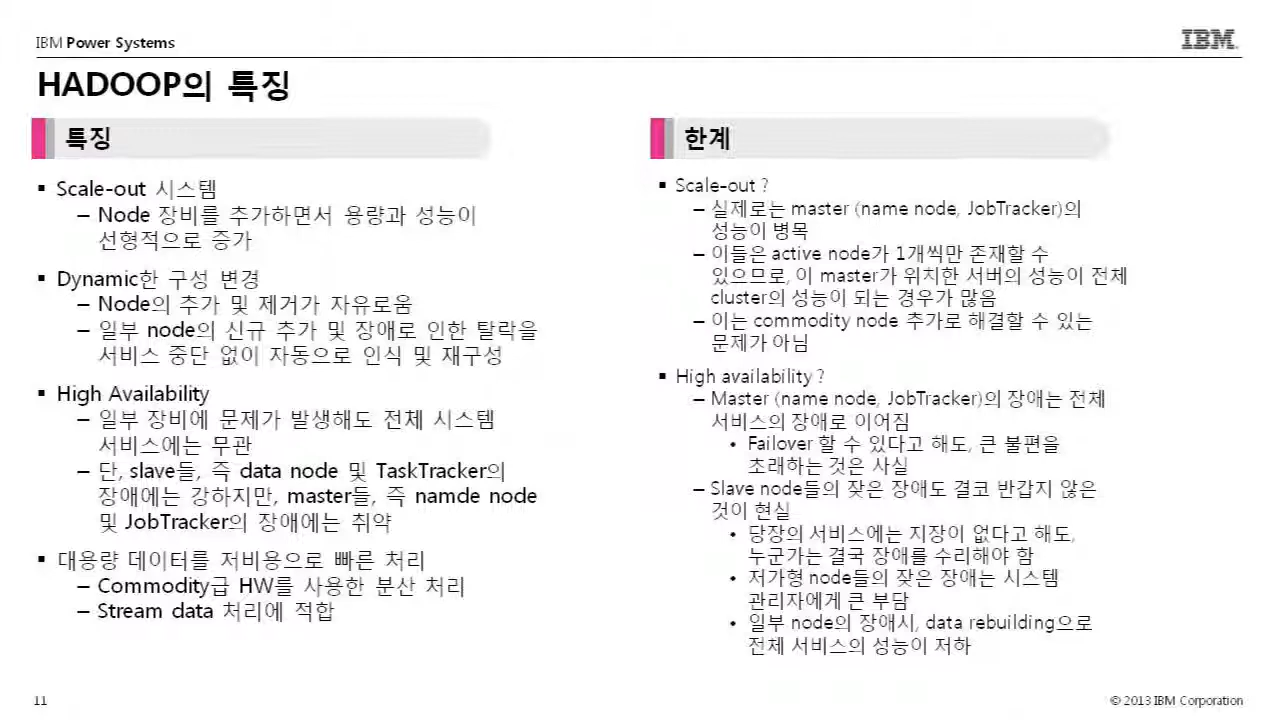 IBM Power Systems
IBM
HADOOP의 특징
특징
▪ Scale-out 시스템
– Node 장비를 추가하면서 용량과 성능이
선형적으로 증가
▪ Dynamic한 구성 변경
– Node의 추가 및 제거가 자유로움
– 일부 node의 신규 추가 및 장애로 인한 탈락을
서비스 중단 없이 자동으로 인식 및 재구성
▪ High Availability
– 일부 장비에 문제가 발생해도 전체 시스템
서비스에는 무관
– 단, slave들, 즉 data node 및 TaskTracker의
장애에는 강하지만, master들, 즉 namde node
및 JobTracker의 장애에는 취약
▪ 대용량 데이터를 저비용으로 빠른 처리
– Commodity급 HW를 사용한 분산 처리
– Stream data 처리에 적합
한계
▪ Scale-out ?
– 실제로는 master (name node, JobTracker)의
성능이 병목
– 이들은 active node가 1개씩만 존재할 수
있으므로, 이 master가 위치한 서버의 성능이 전체
cluster의 성능이 되는 경우가 많음
– 이는 commodity node 추가로 해결할 수 있는
문제가 아님
▪ High availability ?
– Master (name node, JobTracker)의 장애는 전체
서비스의 장애로 이어짐
• Failover 할 수 있다고 해도, 큰 불편을
초래하는 것은 사실
– Slave node들의 잦은 장애도 결코 반갑지 않은
것이 현실
• 당장의 서비스에는 지장이 없다고 해도,
누군가는 결국 장애를 수리해야 함
• 저가형 node들의 잦은 장애는 시스템
관리자에게 큰 부담
• 일부 node의 장애시, data rebuilding으로
전체 서비스의 성능이 저하
11
© 2013 IBM Corporation